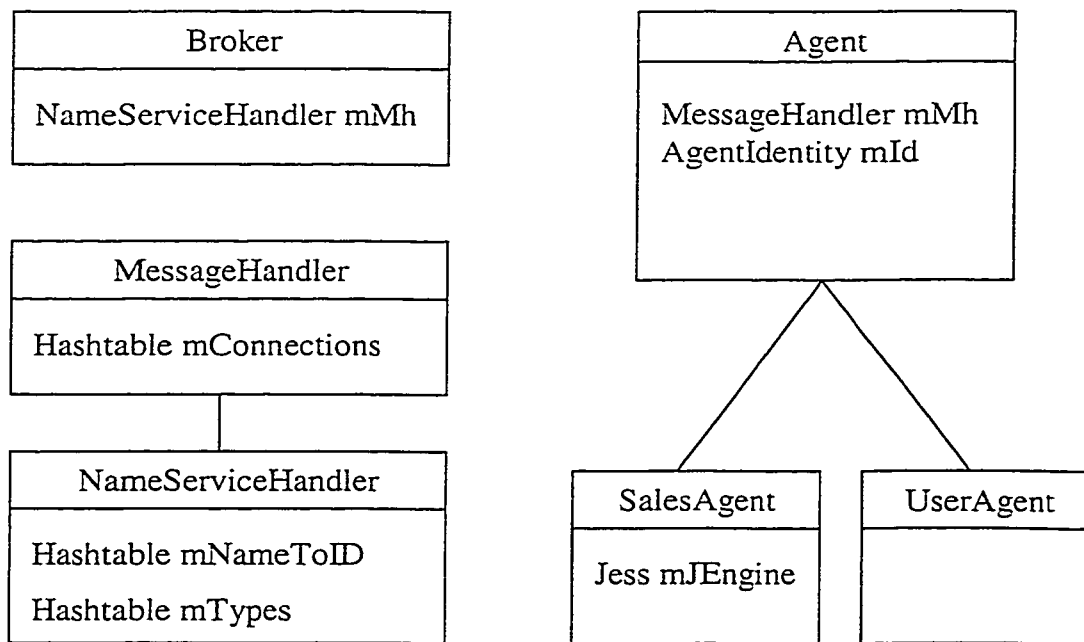 Broker
NameServiceHandler mMh
Agent
MessageHandler mMh
AgentIdentity mId
MessageHandler
Hashtable mConnections
NameServiceHandler
Hashtable mNameToID
Hashtable mTypes
SalesAgent
Jess mJEngine
UserAgent